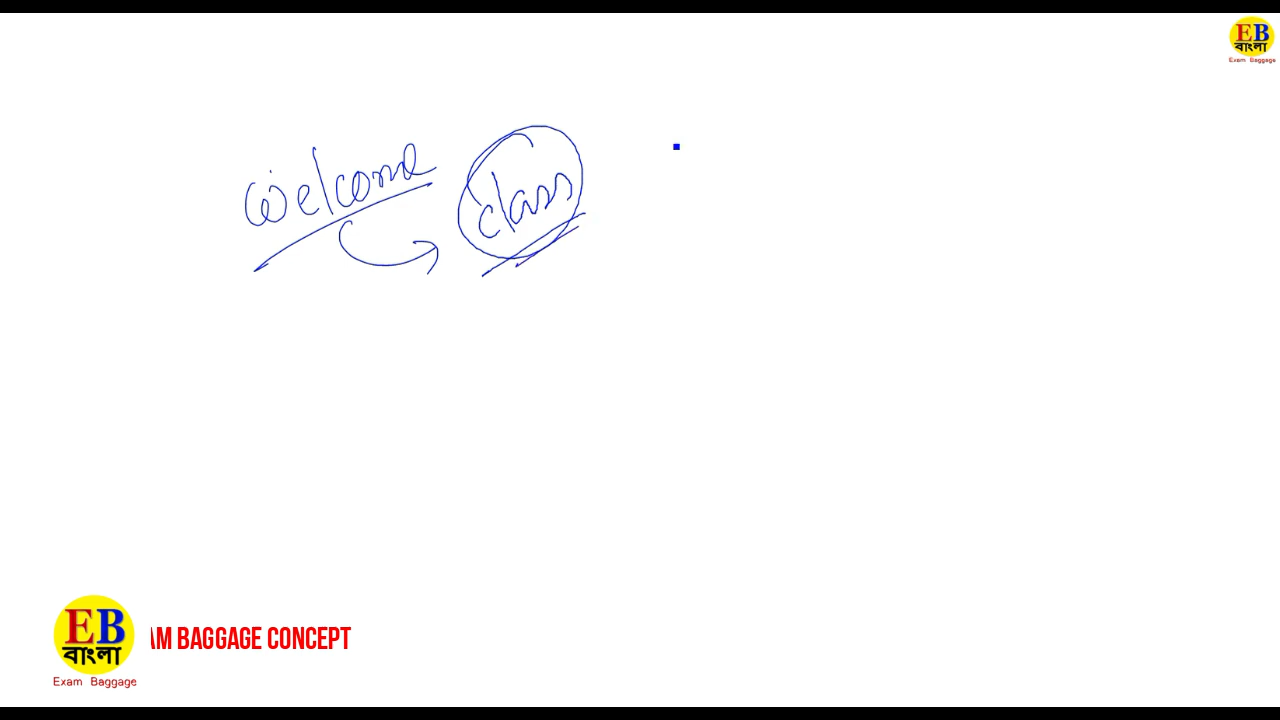 EB
বাংলা
Exam Baggage
welcome class
EB
বাংলা
Exam Baggage
AM BAGGAGE CONCEPT